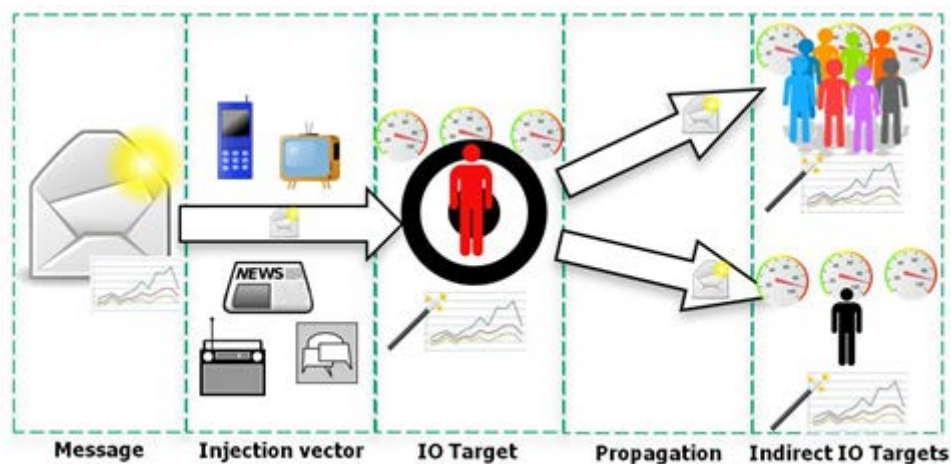 NEWS
Message
Injection vector
IO Target
Propagation
Indirect IO Targets